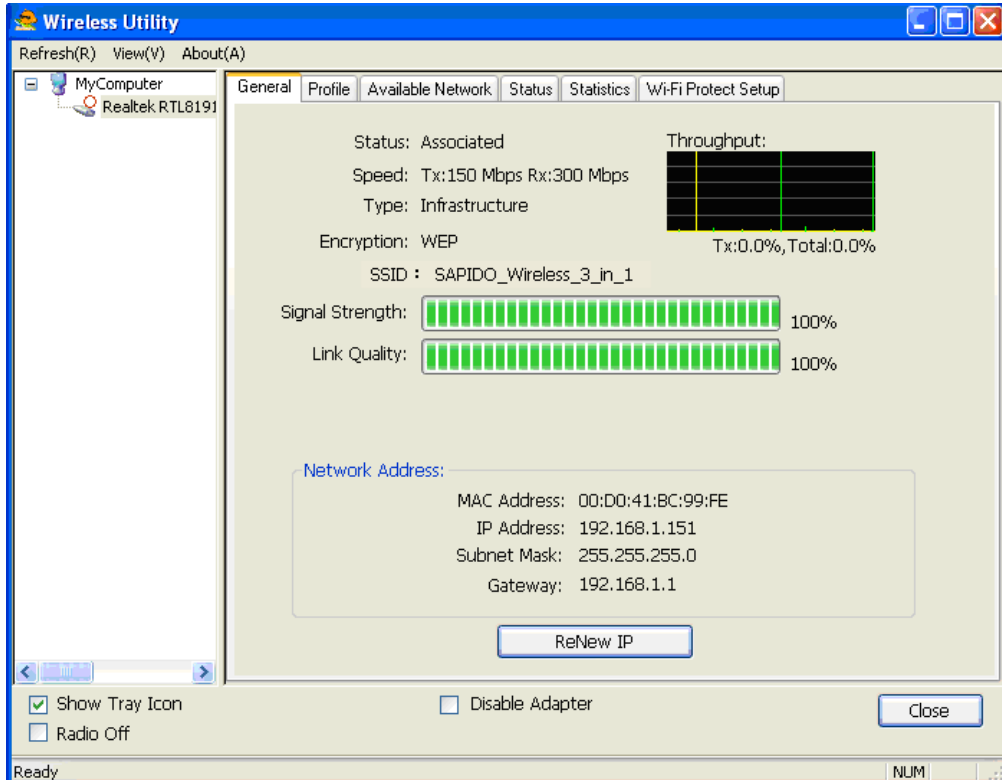 Wireless Utility
Refresh(R) View(V) About(A)
MyComputer
Realtek RTL8191
General Profile Available Network Status Statistics Wi-Fi Protect Setup
Status: Associated
Speed: Tx:150 Mbps Rx:300 Mbps
Type: Infrastructure
Encryption: WEP
SSID : SAPIDO_Wireless_3_in_1
Signal Strength: 100%
Link Quality: 100%
Throughput:
Tx:0.0%,Total:0.0%
Network Address:
MAC Address: 00:D0:41:BC:99:FE
IP Address: 192.168.1.151
Subnet Mask: 255.255.255.0
Gateway: 192.168.1.1
ReNew IP
Show Tray Icon
Radio Off
Disable Adapter
Close
Ready
NUM